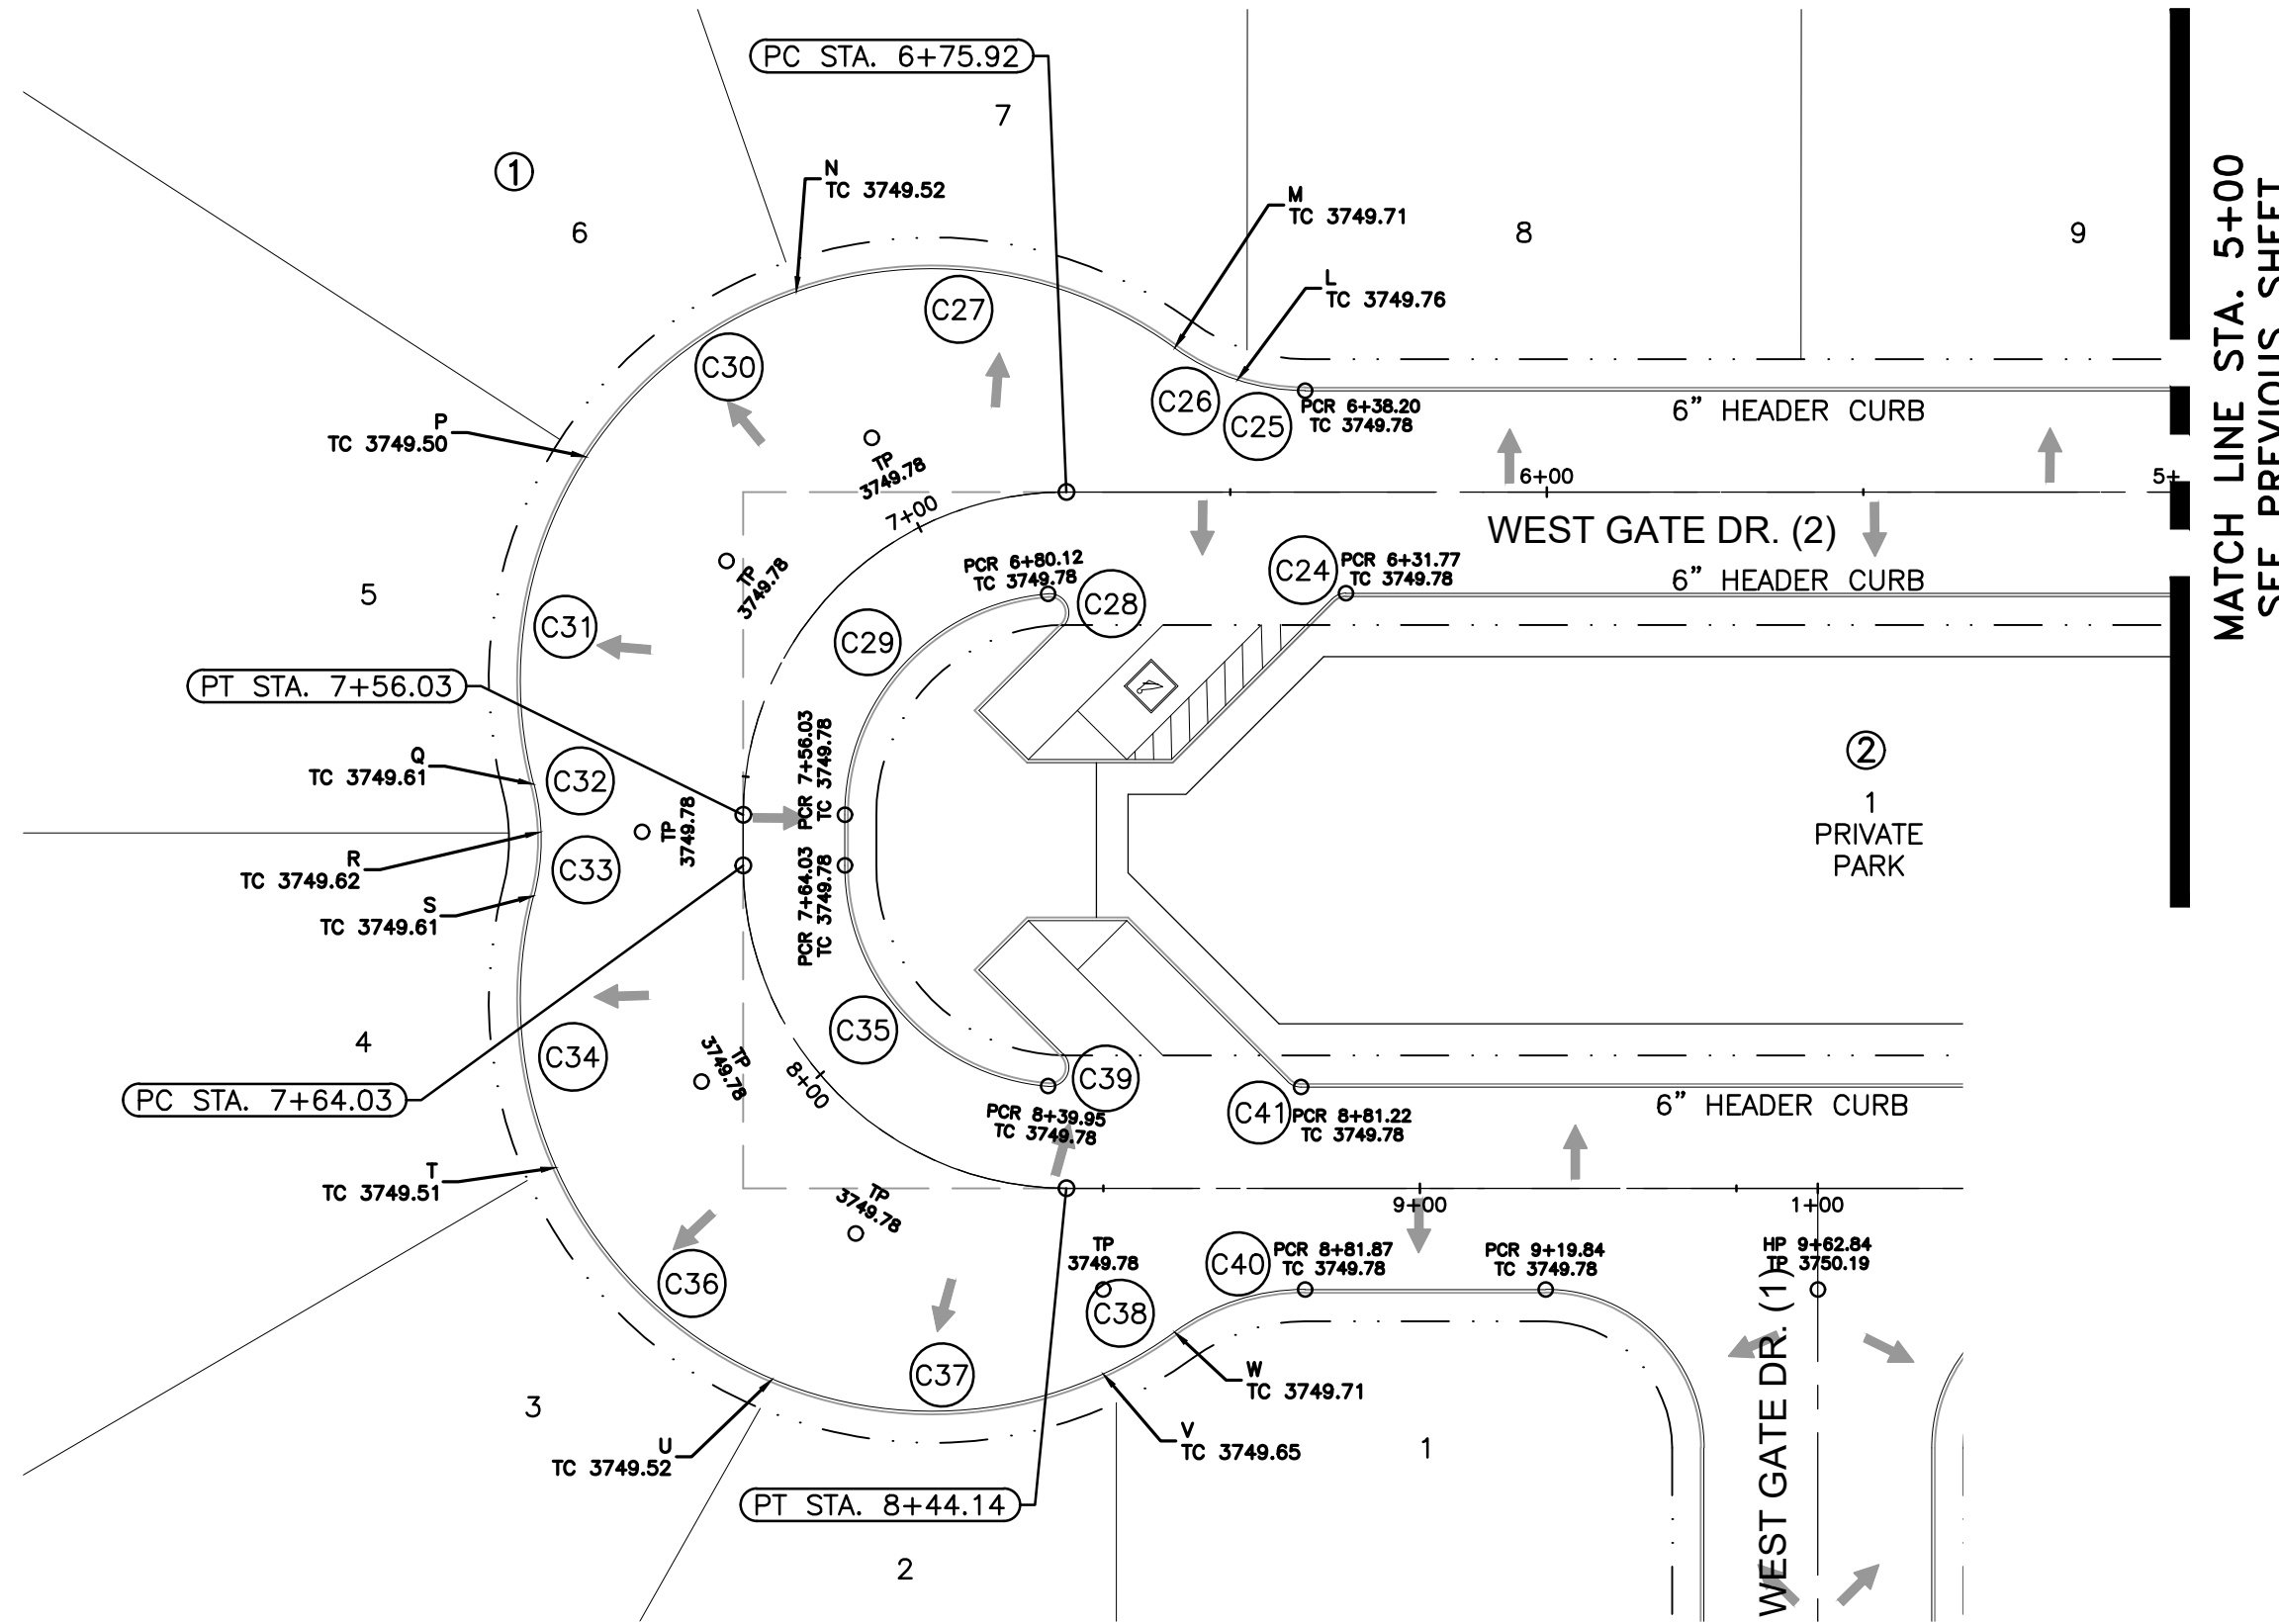 PC STA. 6+75.92
7
1
6
N
TC 3749.52
M
TC 3749.71
8
9
L
TC 3749.76
C27
C30
C26
C25
PCR 6+38.20
TC 3749.78
6” HEADER CURB
MATCH LINE STA. 5+00
SEE PREVIOUS SHEET
P
TC 3749.50
TP
3749.78
7+00
6+00
5+
WEST GATE DR. (2)
TP
3749.78
PCR 6+80.12
TC 3749.78
C24
PCR 6+31.77
TC 3749.78
6” HEADER CURB
5
C31
C29
C28
PT STA. 7+56.03
Q
TC 3749.61
C32
PCR 7+56.03
TC 3749.78
2
1
PRIVATE
PARK
TP
3749.78
R
TC 3749.62
C33
S
TC 3749.61
PCR 7+64.03
TC 3749.78
4
C34
C35
TP
3749.78
8+00
C39
PC STA. 7+64.03
PCR 8+39.95
TC 3749.78
C41
PCR 8+81.22
TC 3749.78
6” HEADER CURB
T
TC 3749.51
TP
3749.78
9+00
1+00
C36
TP
3749.78
C40
PCR 8+81.87
TC 3749.78
PCR 9+19.84
TC 3749.78
HP 9+62.84
TP 3750.19
C38
C37
W
TC 3749.71
3
U
TC 3749.52
V
TC 3749.65
1
WEST GATE DR. (1)
PT STA. 8+44.14
2